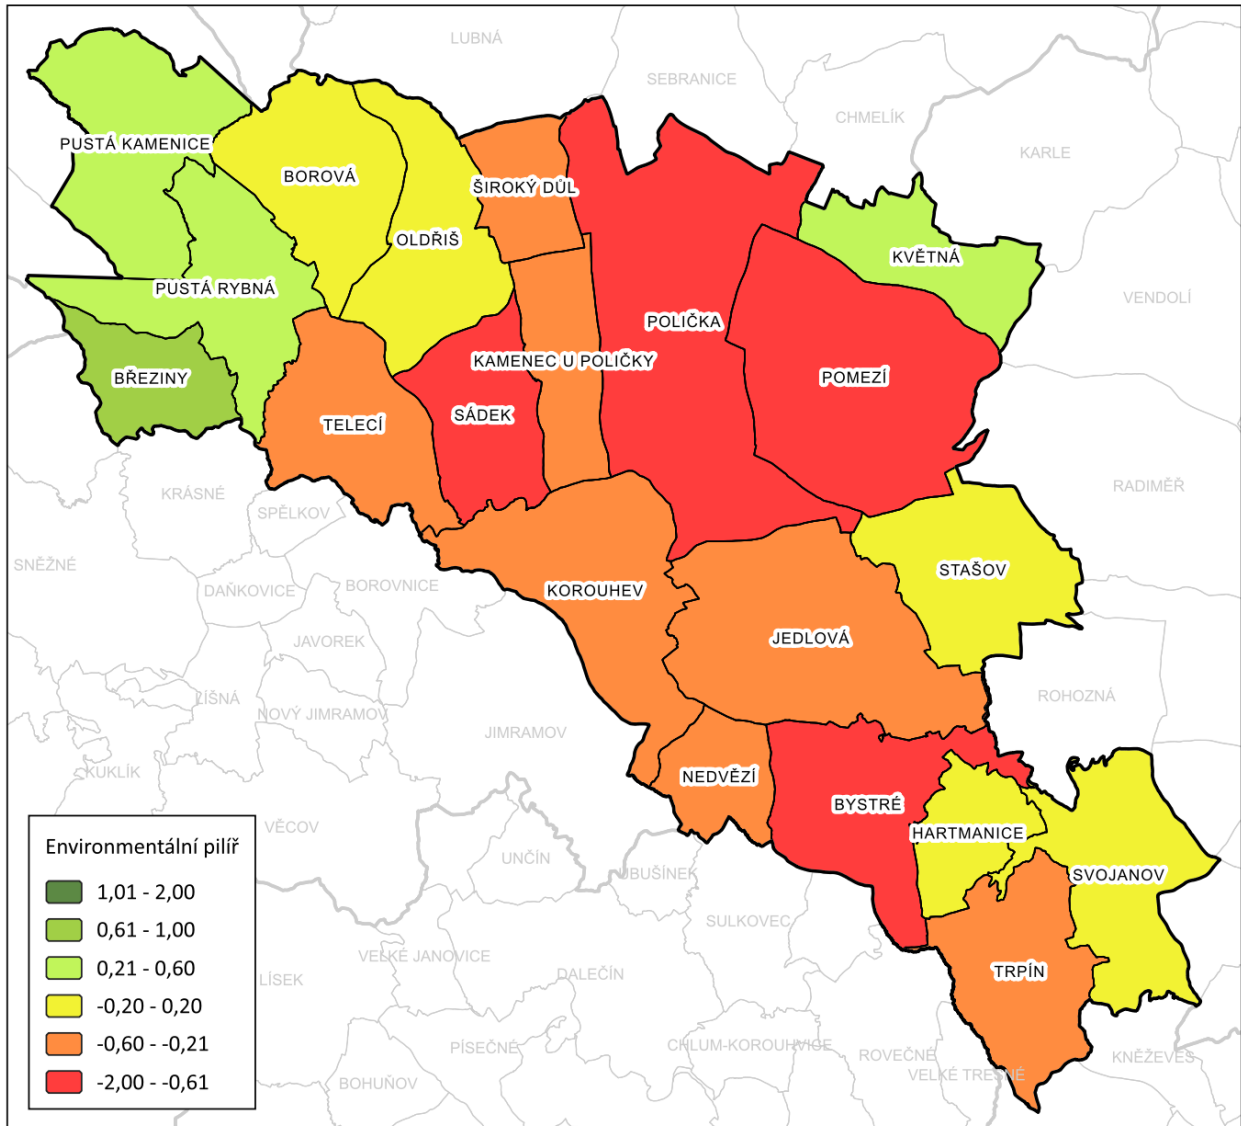 LUBNÁ
SEBRANICE
CHMELÍK
KARLE
PUSTÁ KAMENICE
BOROVÁ
ŠIROKÝ DŮL
OLDŘIŠ
KVĚTNÁ
PUSTÁ RYBNÁ
VENDOLÍ
POLIČKA
KAMENEC U POLIČKY
BŘEZINY
POMEZÍ
SÁDEK
TELECÍ
RADIMĚŘ
KRÁSNÉ
SPĚLKOV
SNĚŽNÉ
STAŠOV
DAŇKOVICE
BOROVNICE
KOROUHEV
JEDLOVÁ
JAVOREK
LÍŠNÁ
ROHOZNÁ
NOVÝ JIMRAMOV
JIMRAMOV
KUKLÍK
NEDVĚZÍ
BYSTRÉ
VĚCOV
HARTMANICE
UNČÍN
UBUŠÍNEK
SVOJANOV
SULKOVEC
VELKÉ JANOVICE
DALEČÍN
LÍSEK
TRPÍN
PÍSEČNÉ
CHLUM-KOROUHVICE
ROVEČNÉ
KNĚŽEVES
VELKÉ TRESNÉ
BOHUŇOV
Environmentální pilíř
1,01 - 2,00
0,61 - 1,00
0,21 - 0,60
-0,20 - 0,20
-0,60 - -0,21
-2,00 - -0,61